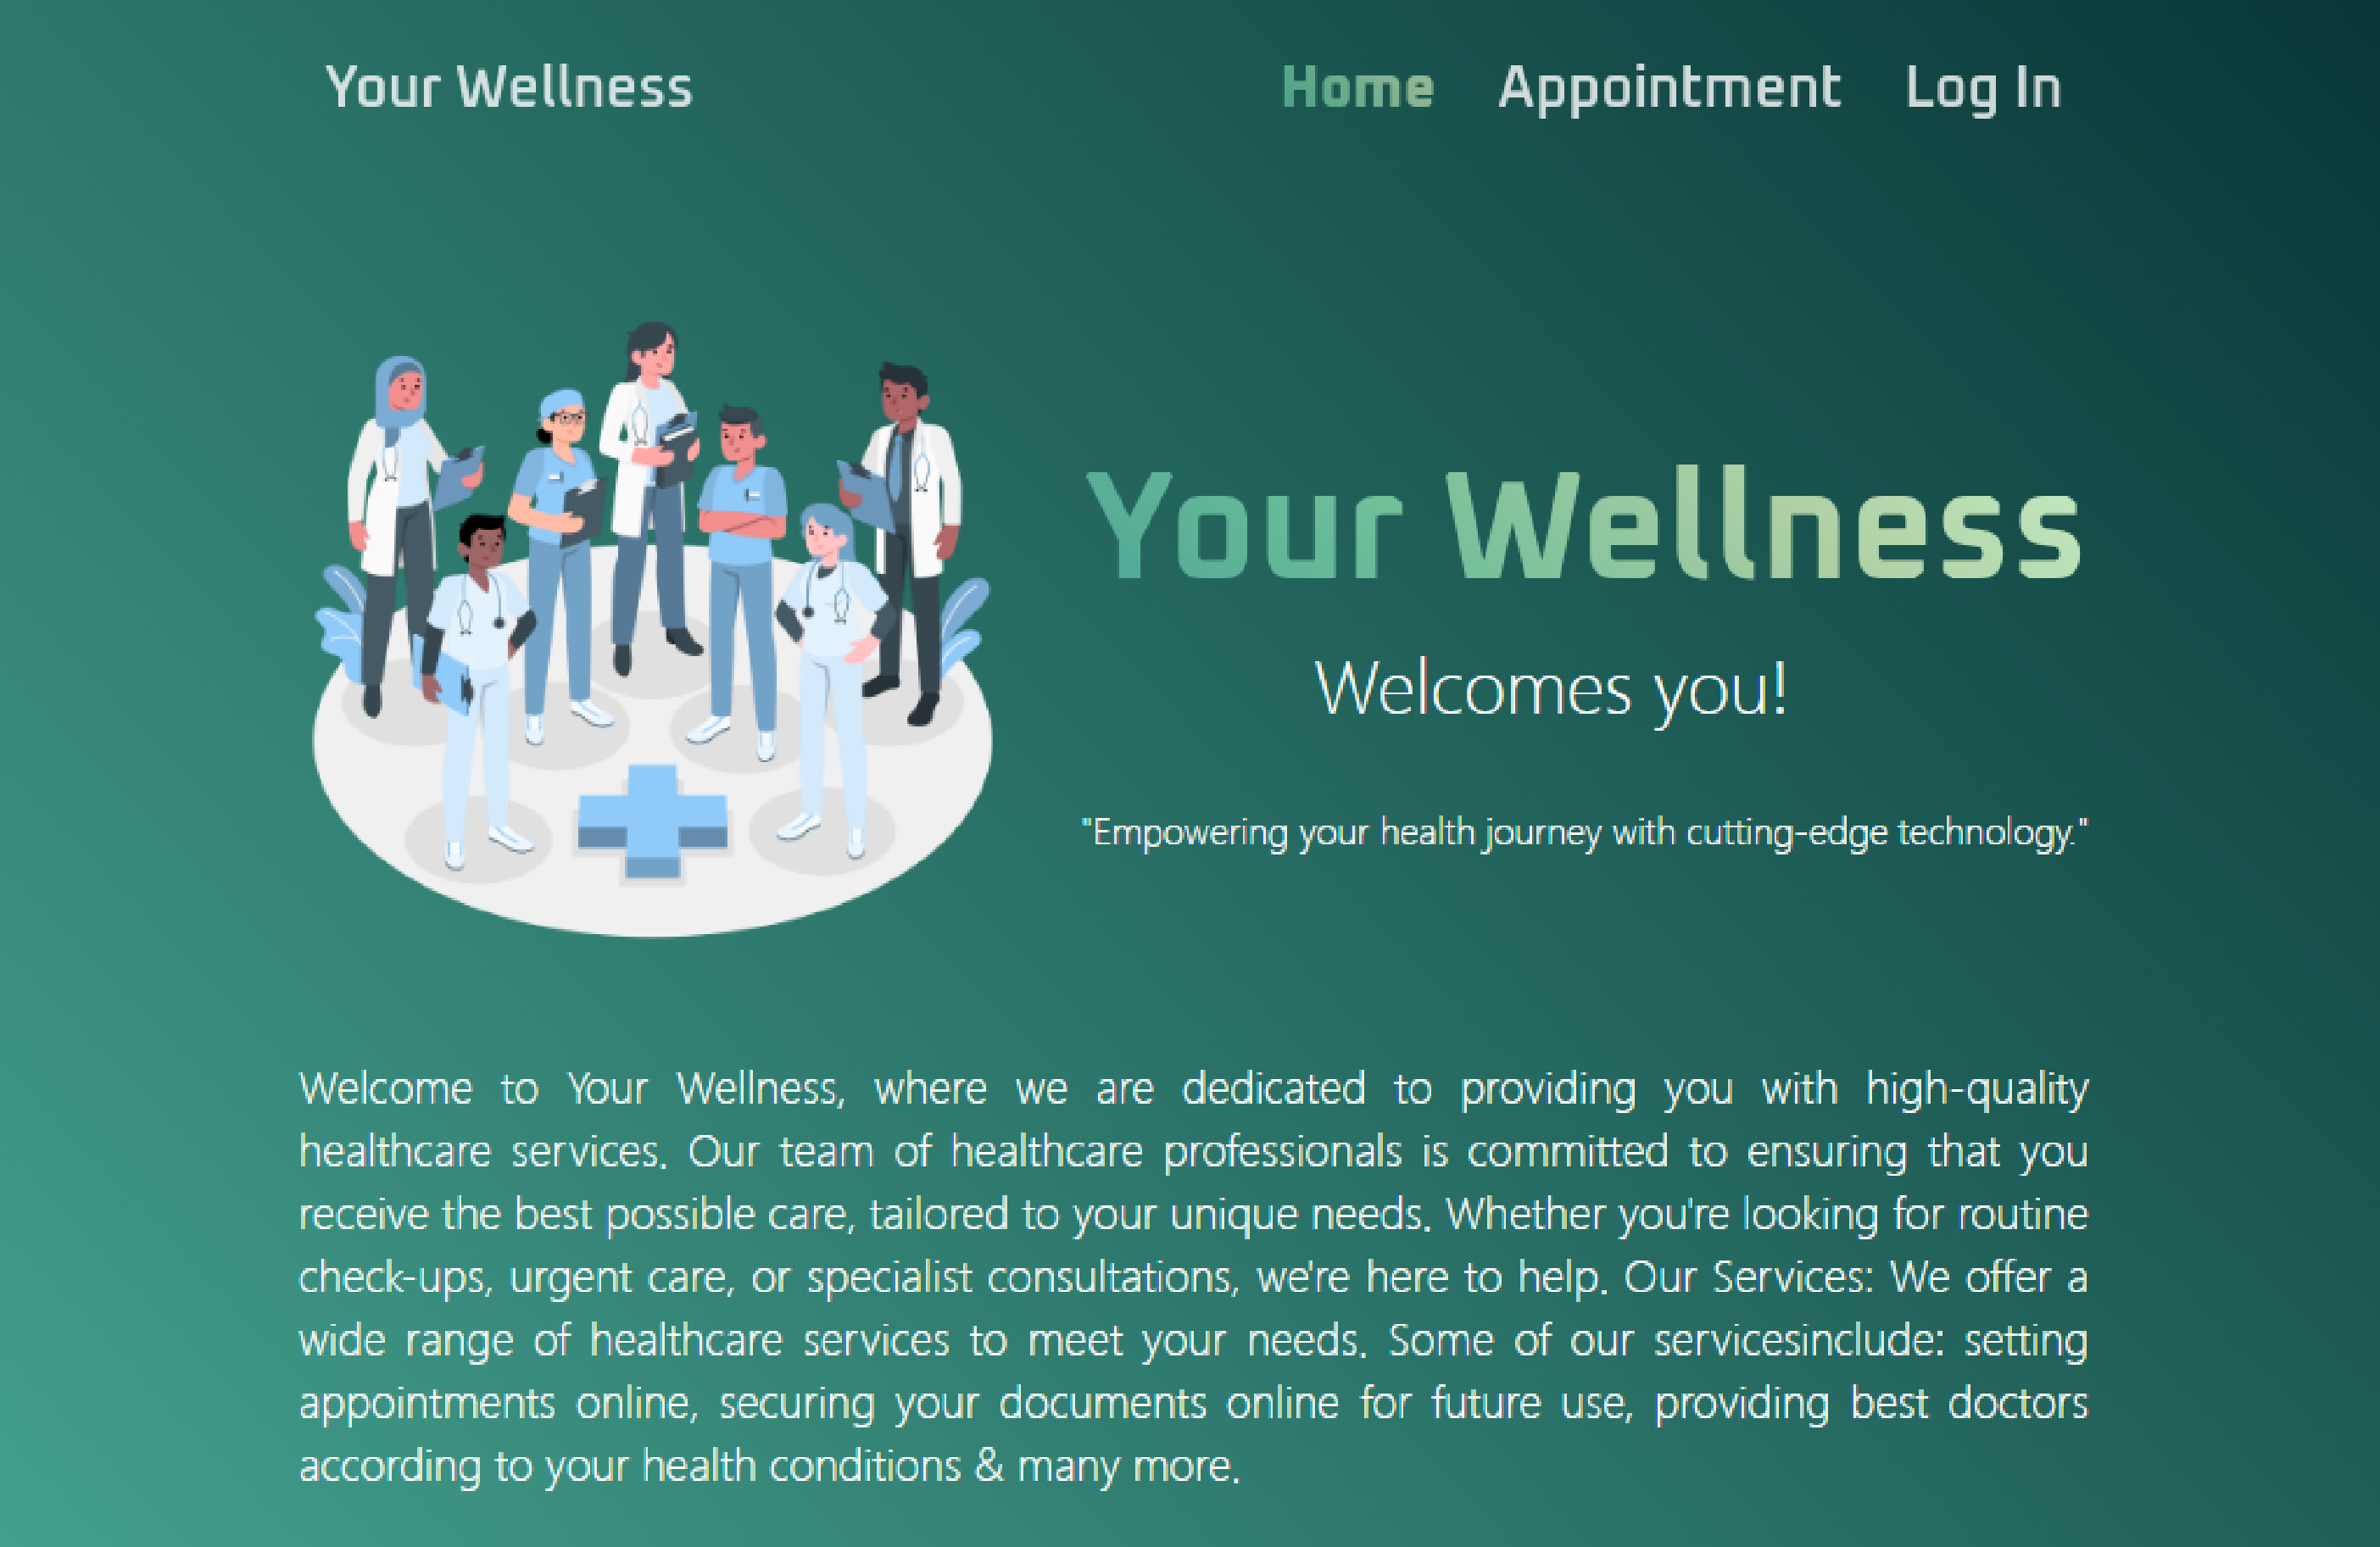 Your Wellness
Home Appointment Log In
Your Wellness
Welcomes you!
"Empowering your health journey with cutting-edge technology."
Welcome to Your Wellness, where we are dedicated to providing you with high-quality
healthcare services. Our team of healthcare professionals is committed to ensuring that you
receive the best possible care, tailored to your unique needs. Whether you're looking for routine
check-ups, urgent care, or specialist consultations, we're here to help. Our Services: We offer a
wide range of healthcare services to meet your needs. Some of our servicesinclude: setting
appointments online, securing your documents online for future use, providing best doctors
according to your health conditions & many more.